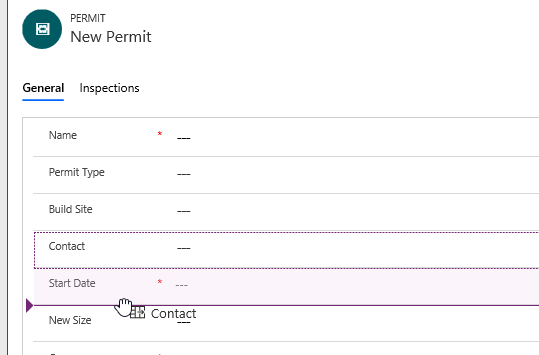 PERMIT
New Permit
General Inspections
Name * ---
Permit Type ---
Build Site ---
Contact ---
Start Date * ---
Contact
New Size ---